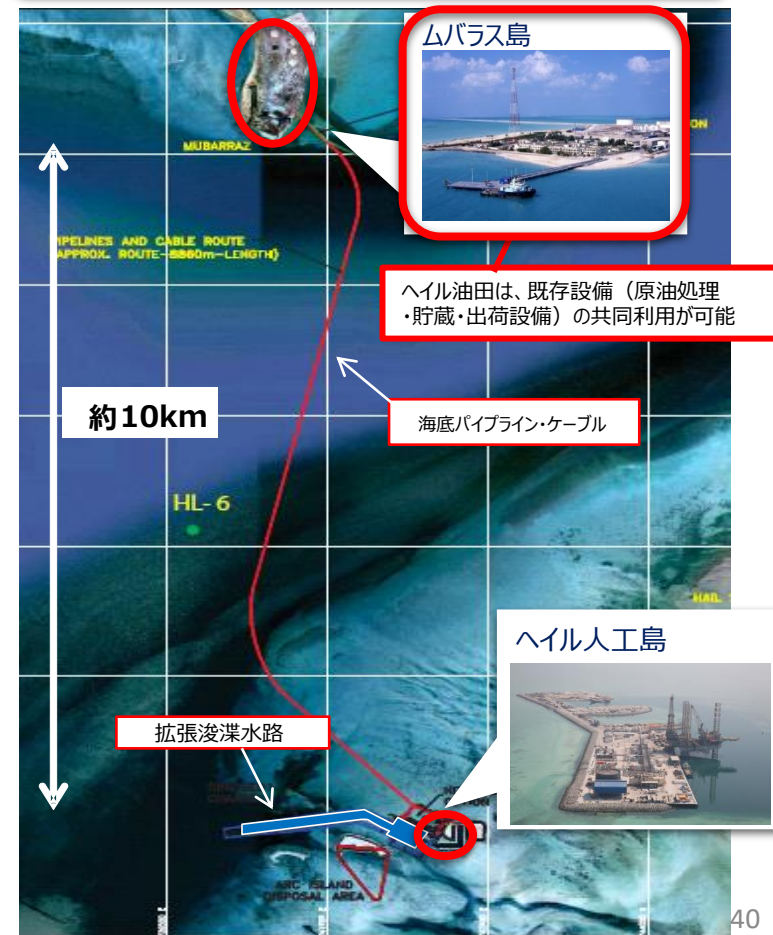 ムバラス島
ON
MUBARRAZ
PIPELINES AND CABLE ROUTE
(APPROX. ROUTE-8860m-LENGTH)
ヘイル油田は、既存設備（原油処理
・貯蔵・出荷設備）の共同利用が可能
約10km
海底パイプライン・ケーブル
HL-6
HAIL
ヘイル人工島
拡張浚渫水路
ARC ISLAND
DISPOSAL AREA
40